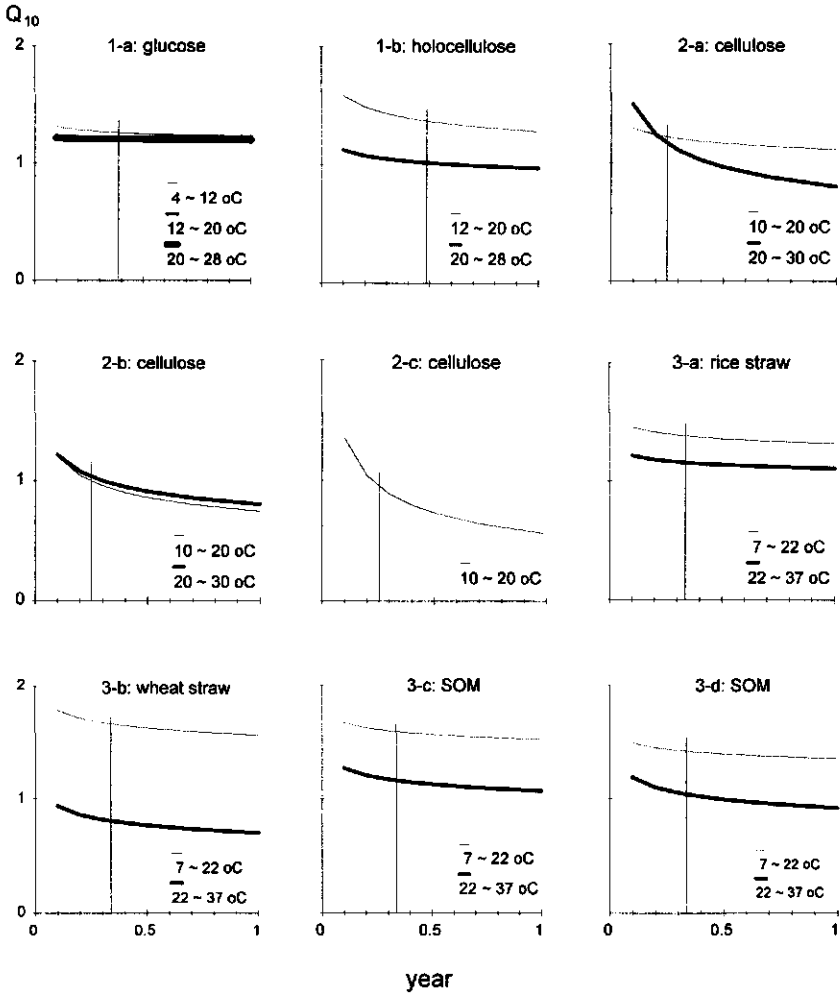 Q10
1-a: glucose
1-b: holocellulose
2-a: cellulose
2
1
0
4 ~ 12 oC
12 ~ 20 oC
20 ~ 28 oC
12 ~ 20 oC
20 ~ 28 oC
10 ~ 20 oC
20 ~ 30 oC
2-b: cellulose
2-c: cellulose
3-a: rice straw
2
1
0
10 ~ 20 oC
20 ~ 30 oC
10 ~ 20 oC
7 ~ 22 oC
22 ~ 37 oC
3-b: wheat straw
3-c: SOM
3-d: SOM
2
1
0
7 ~ 22 oC
22 ~ 37 oC
7 ~ 22 oC
22 ~ 37 oC
7 ~ 22 oC
22 ~ 37 oC
0 0.5 1
0 0.5 1
0 0.5 1
year